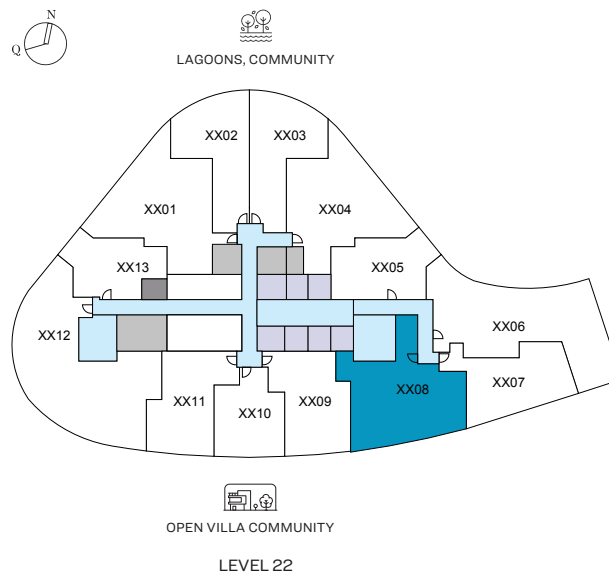 N
Q
LAGOONS, COMMUNITY
XX02
XX03
XX01
XX04
XX13
XX05
XX12
XX06
XX11
XX10
XX09
XX08
XX07
OPEN VILLA COMMUNITY
LEVEL 22